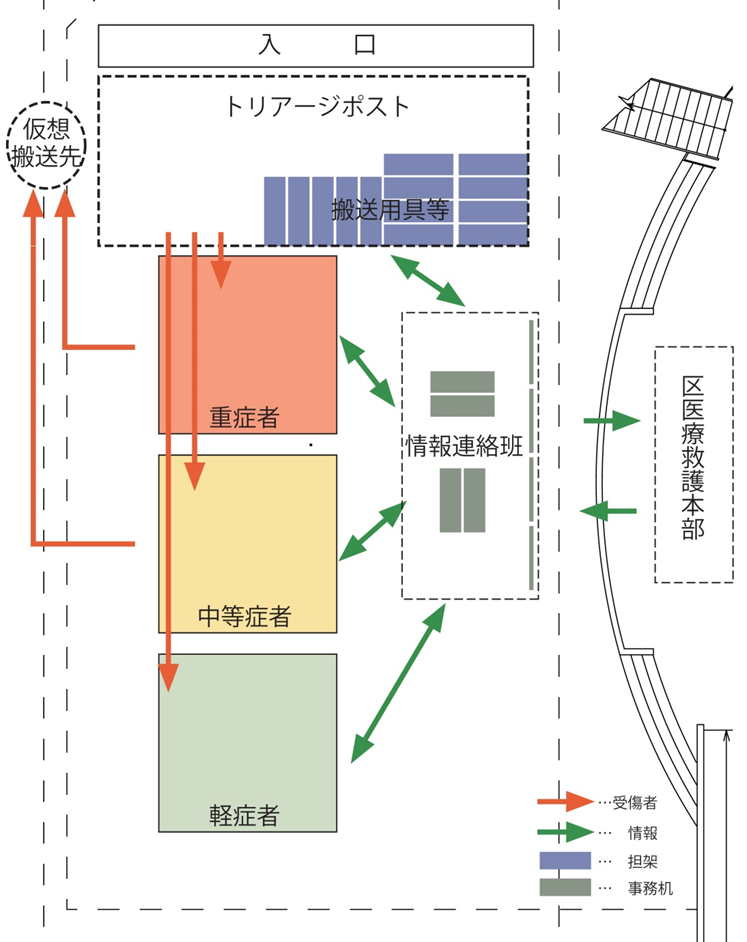 入　口
トリアージポスト
仮想
搬送先
搬送用具等
重症者
情報連絡班
区医療救護本部
中等症者
軽症者
…受傷者
… 情報
… 担架
… 事務机